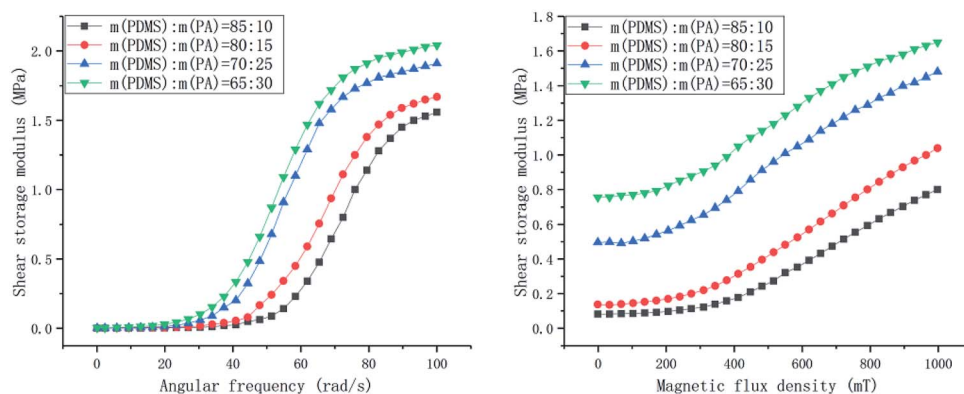 m(PDMS):m(PA)=85:10
m(PDMS):m(PA)=80:15
m(PDMS):m(PA)=70:25
m(PDMS):m(PA)=65:30
Shear storage modulus (MPa)
2.0
1.5
1.0
0.5
0.0
0 20 40 60 80 100
Angular frequency (rad/s)
m(PDMS):m(PA)=85:10
m(PDMS):m(PA)=80:15
m(PDMS):m(PA)=70:25
m(PDMS):m(PA)=65:30
Shear storage modulus (MPa)
1.8
1.6
1.4
1.2
1.0
0.8
0.6
0.4
0.2
0.0
0 200 400 600 800 1000
Magnetic flux density (mT)